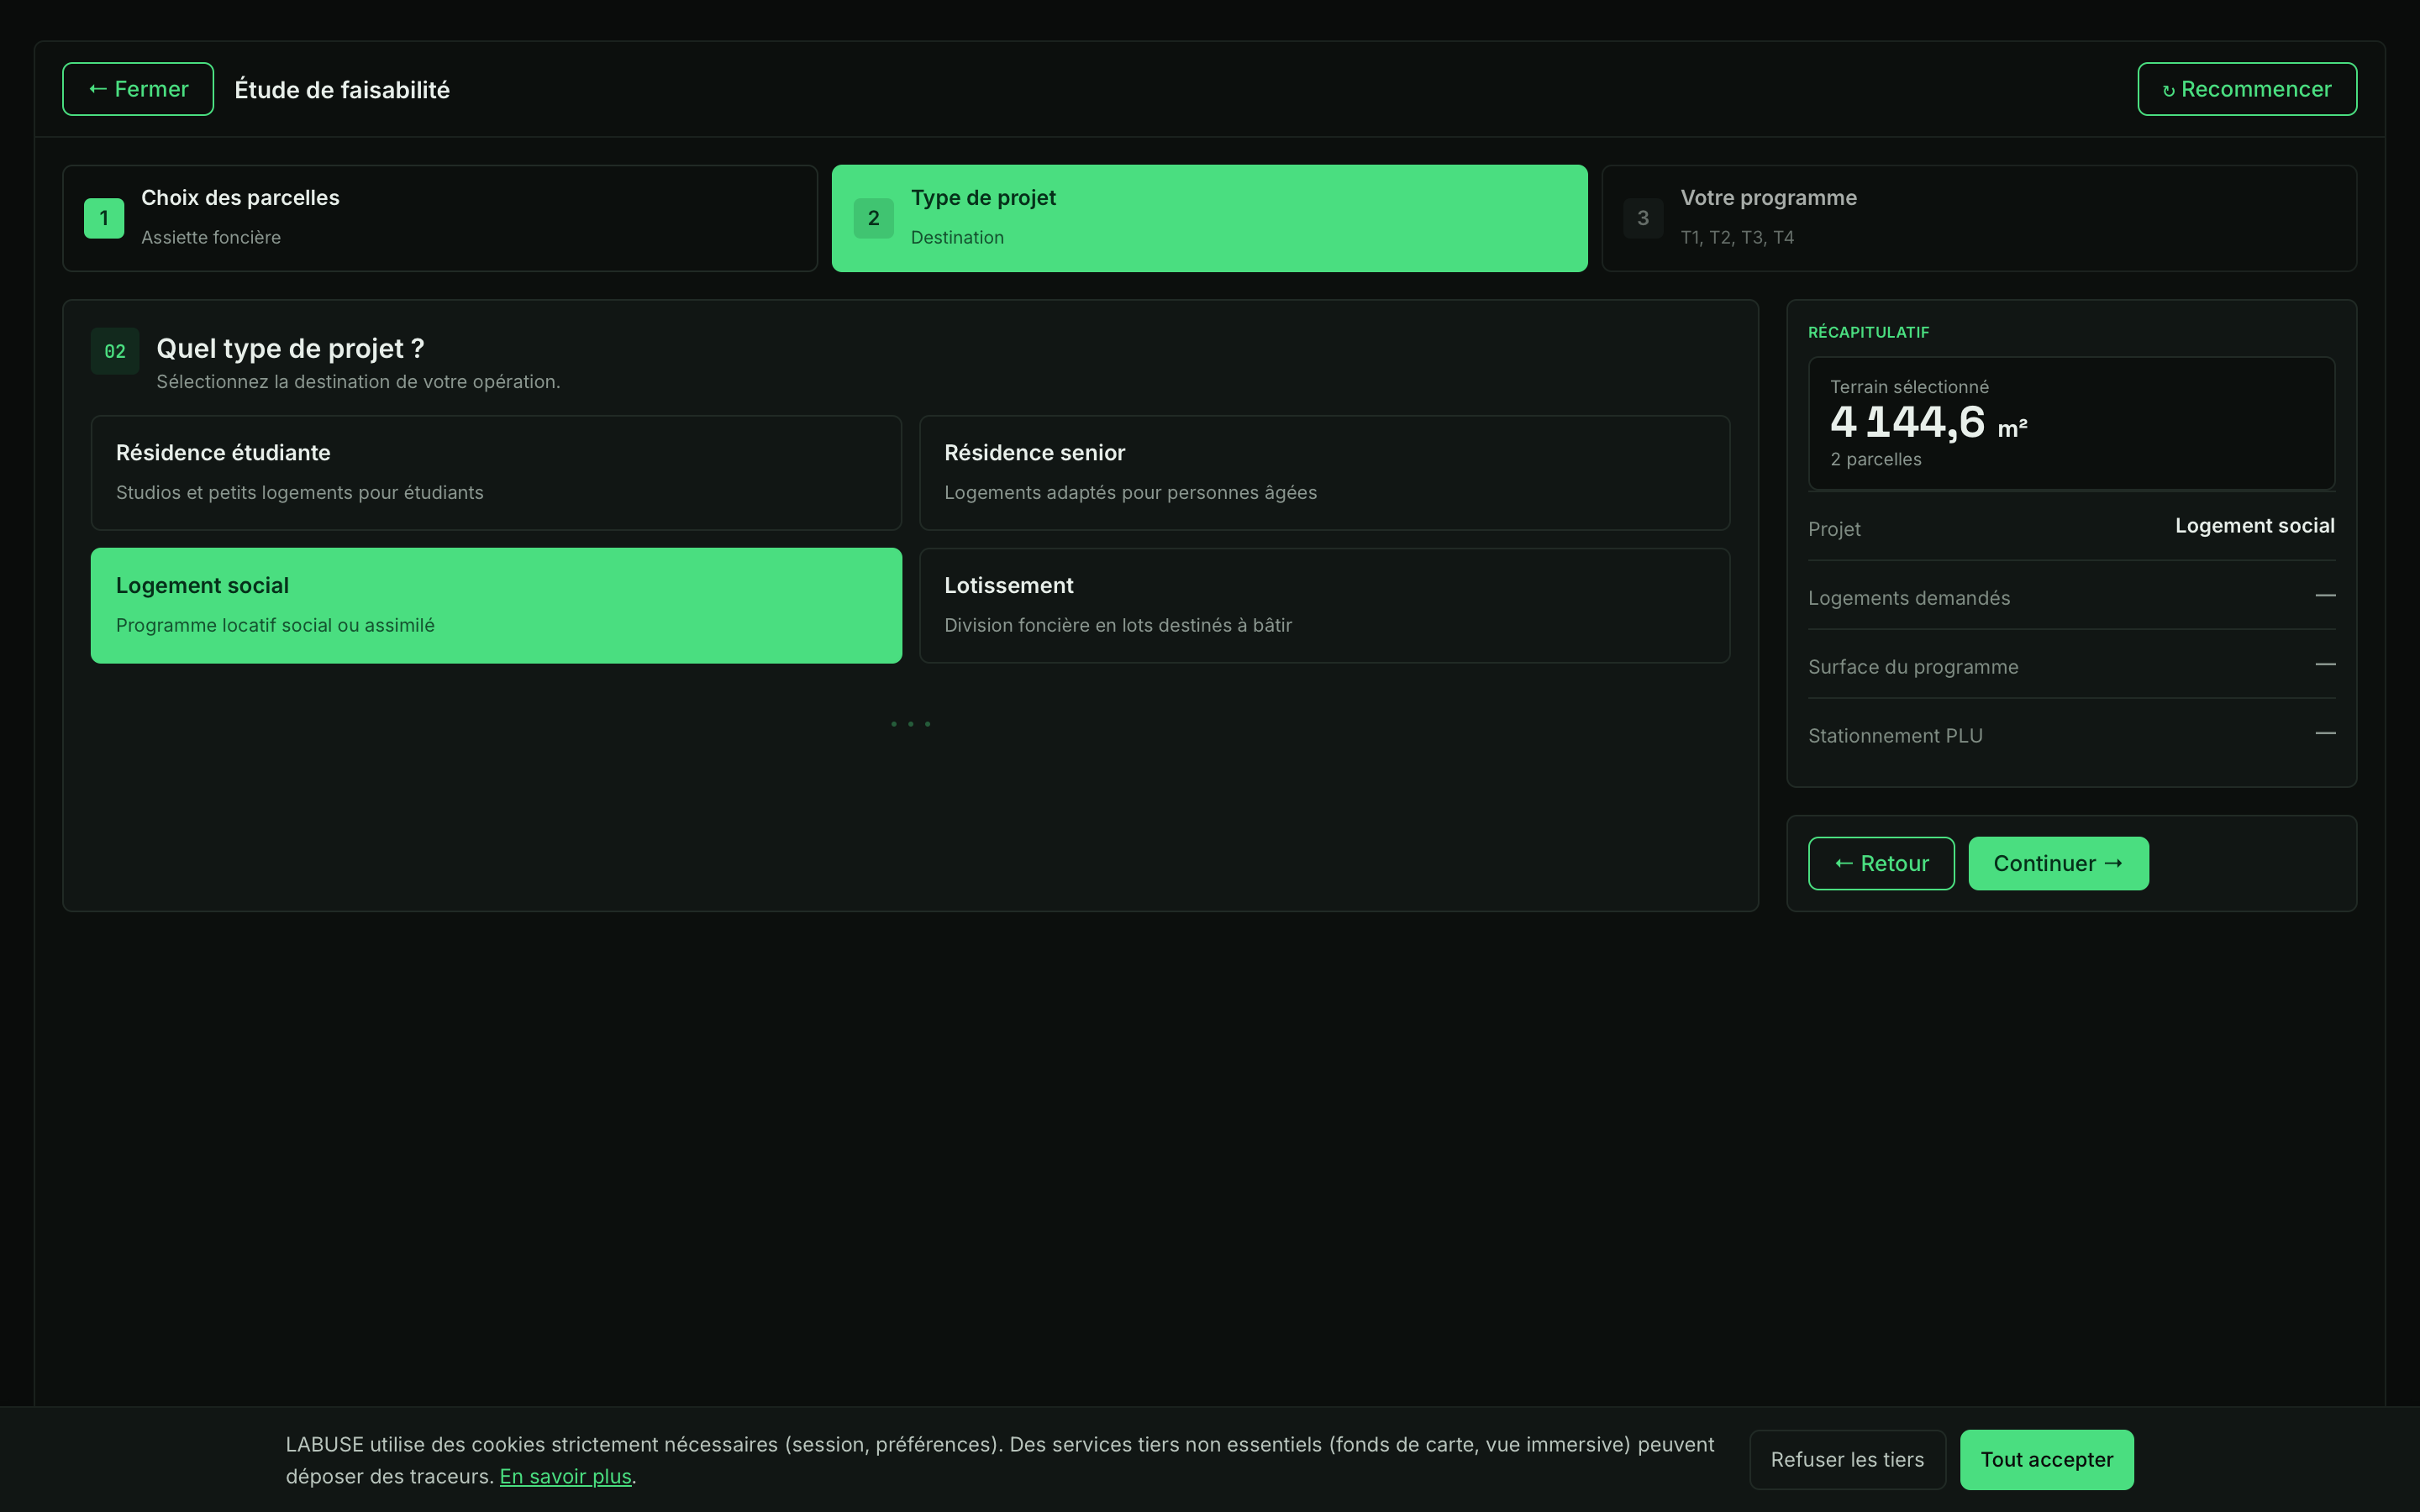 ← Fermer
Étude de faisabilité
↻ Recommencer
1
Choix des parcelles
Assiette foncière
2
Type de projet
Destination
3
Votre programme
T1, T2, T3, T4
02
Quel type de projet ?
Sélectionnez la destination de votre opération.
Résidence étudiante
Studios et petits logements pour étudiants
Résidence senior
Logements adaptés pour personnes âgées
Logement social
Programme locatif social ou assimilé
Lotissement
Division foncière en lots destinés à bâtir
RÉCAPITULATIF
Terrain sélectionné
4 144,6 m²
2 parcelles
Projet Logement social
Logements demandés —
Surface du programme —
Stationnement PLU —
← Retour
Continuer →
LABUSE utilise des cookies strictement nécessaires (session, préférences). Des services tiers non essentiels (fonds de carte, vue immersive) peuvent
déposer des traceurs. En savoir plus.
Refuser les tiers
Tout accepter